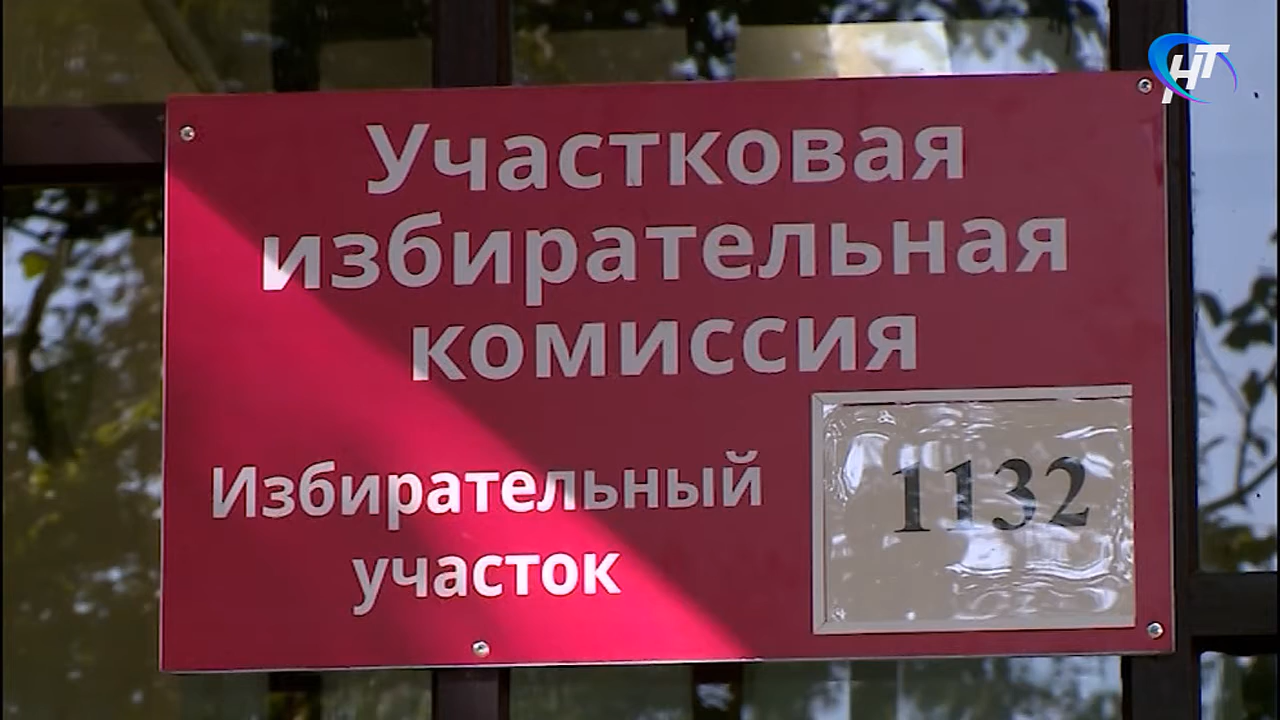 НТ
Участковая
избирательная
комиссия
Избирательный
участок
1132